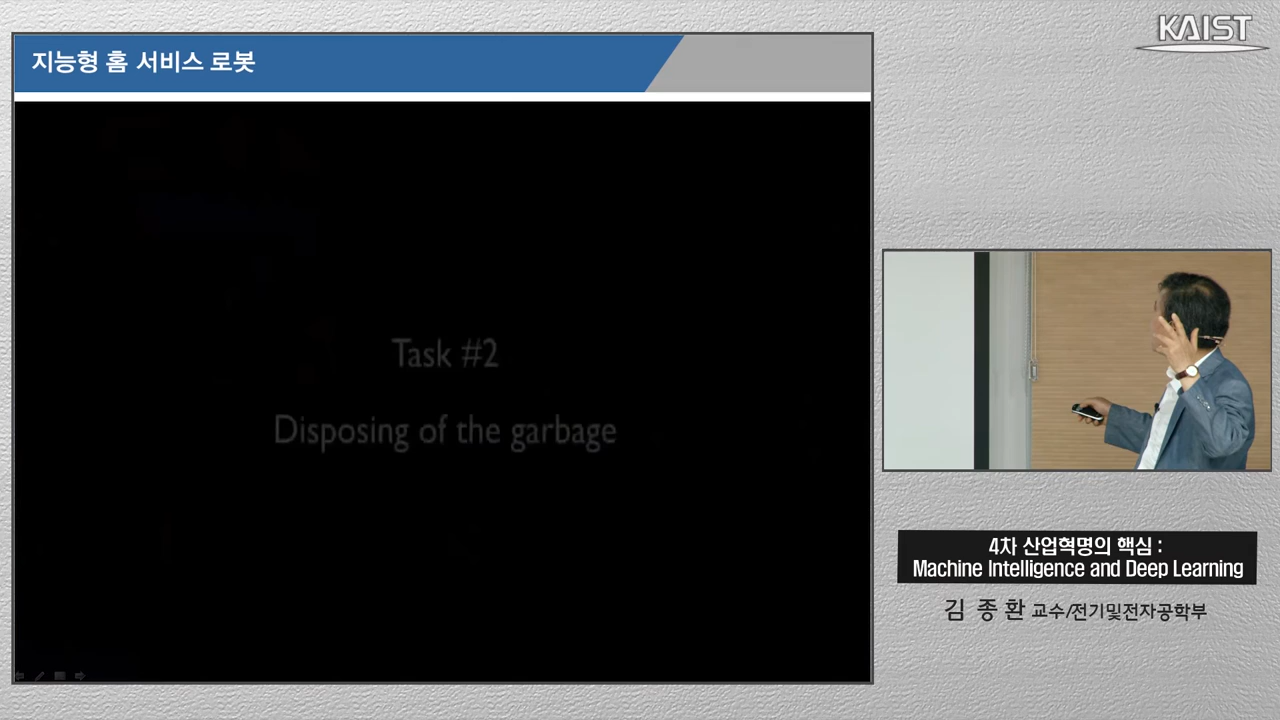 지능형 홈 서비스 로봇
KAIST
Task #2
Disposing of the garbage
4차 산업혁명의 핵심 :
Machine Intelligence and Deep Learning
김 종 환 교수/전기및전자공학부